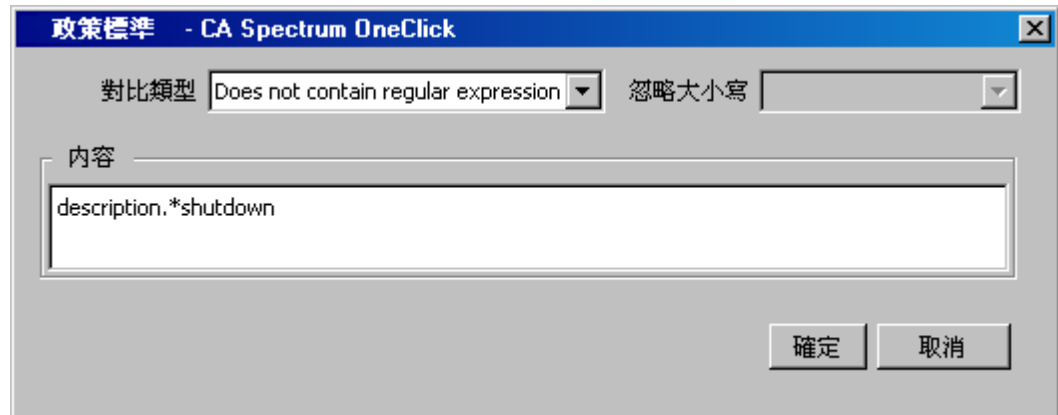 政策標準 - CA Spectrum OneClick
對比類型 Does not contain regular expression 忽略大小寫
內容
description.*shutdown
確定 取消